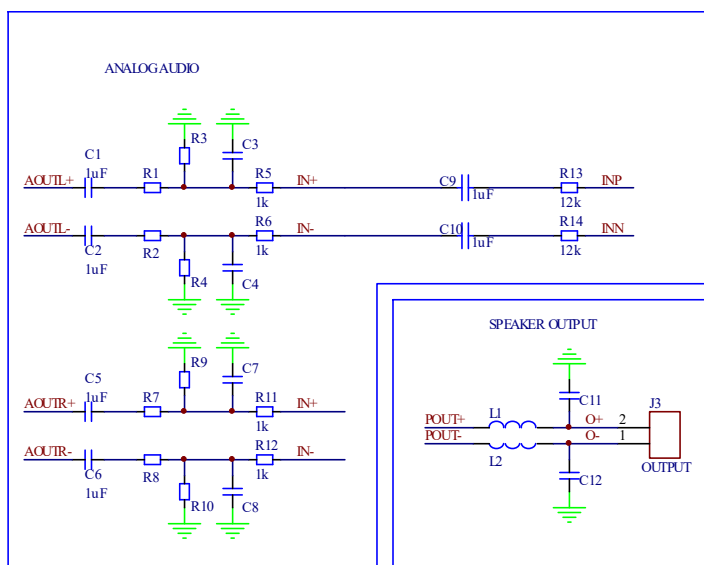 ANALOG AUDIO
R3
C3
C1
1uF
R1
R5
1k
AOUTL+
IN+
C9
1uF
R13
12k
INP
AOUTL-
C2
1uF
R2
R6
1k
IN-
C10
1uF
R14
12k
INN
R4
C4
R9
C7
C5
1uF
R7
R11
1k
AOUTR+
IN+
AOUTR-
C6
1uF
R8
R12
1k
IN-
R10
C8
SPEAKER OUTPUT
C11
POUT+
L1
O+
2
J3
POUT-
L2
O-
1
OUTPUT
C12